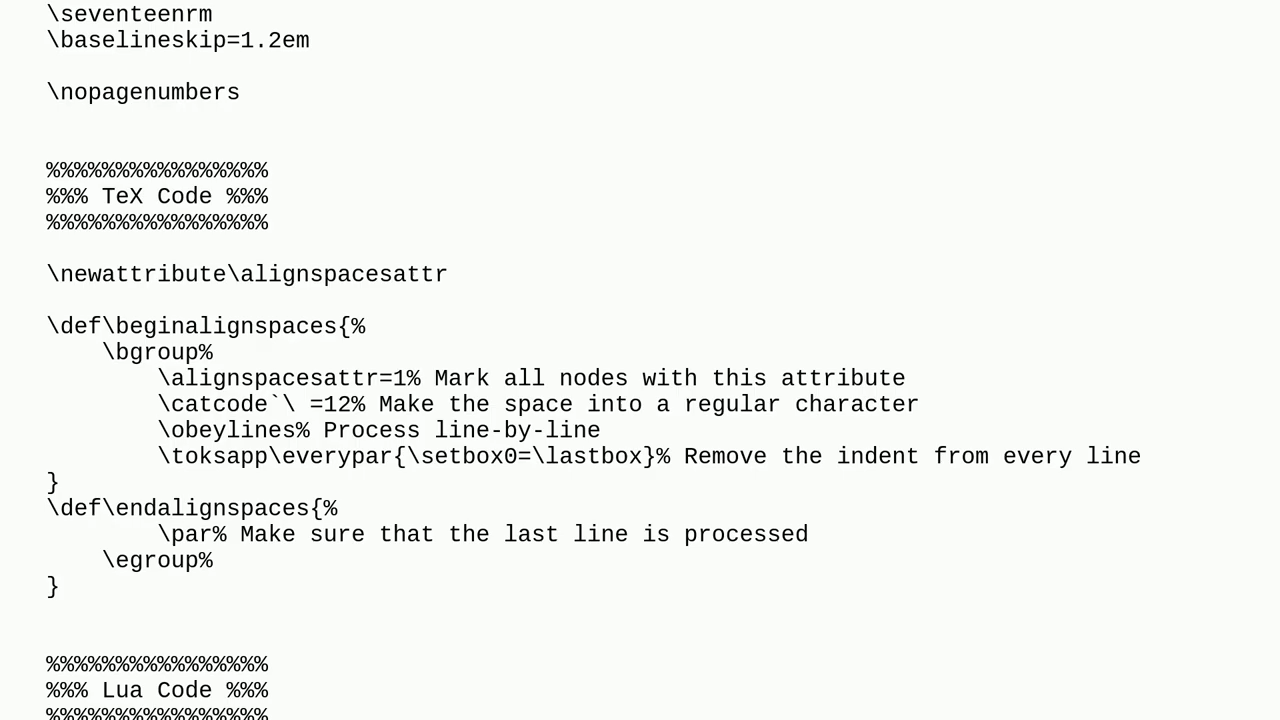 \seventeenrm
\baselineskip=1.2em
\nopagenumbers
%%%%%%%%%%%%%%%%
%%% TeX Code %%%
%%%%%%%%%%%%%%%%
\newattribute\alignspacesattr
\def\beginalignspaces{%
    \bgroup%
        \alignspacesattr=1% Mark all nodes with this attribute
        \catcode`\ =12% Make the space into a regular character
        \obeylines% Process line-by-line
        \toksapp\everypar{\setbox0=\lastbox}% Remove the indent from every line
}
\def\endalignspaces{%
        \par% Make sure that the last line is processed
    \egroup%
}
%%%%%%%%%%%%%%%%
%%% Lua Code %%%
%%%%%%%%%%%%%%%%